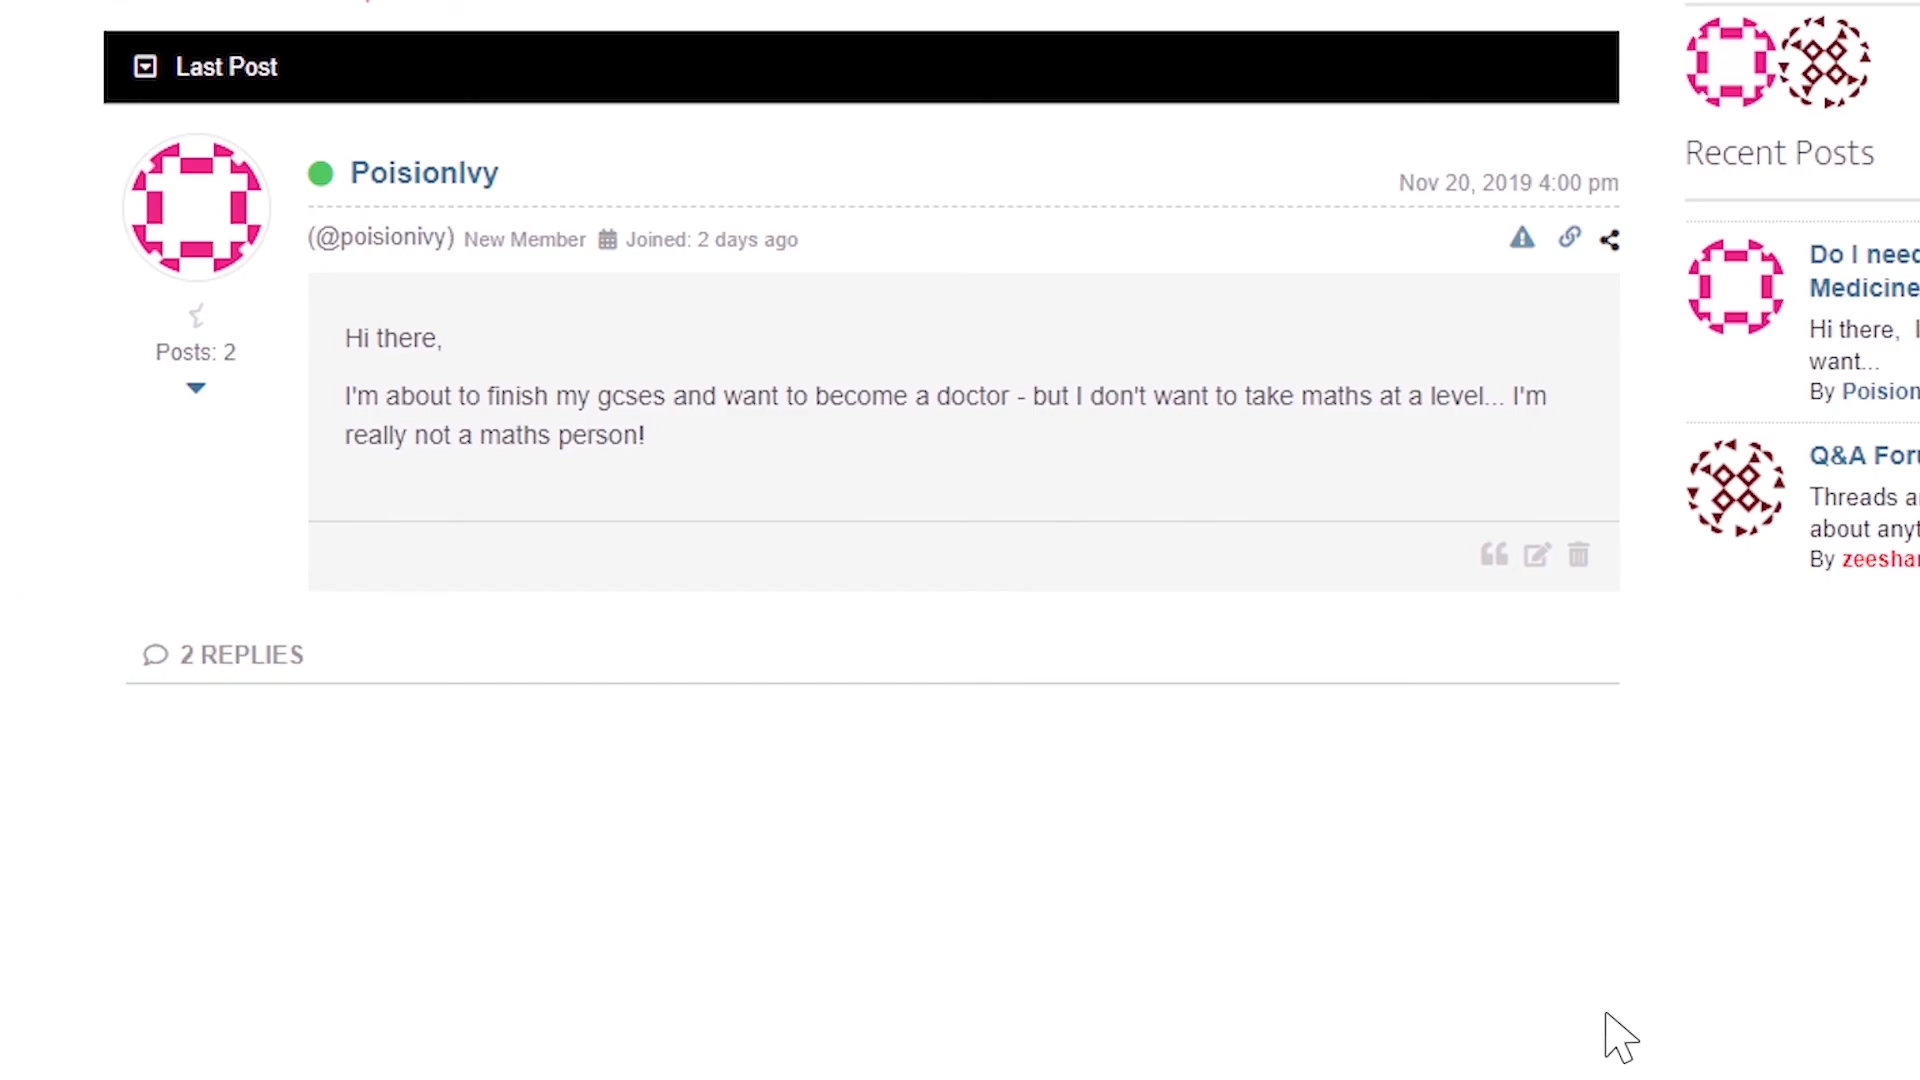 Last Post
PoisionIvy
Nov 20, 2019 4:00 pm
(@poisionivy) New Member Joined: 2 days ago
Posts: 2
Hi there,
I'm about to finish my gcses and want to become a doctor - but I don't want to take maths at a level... I'm
really not a maths person!
2 REPLIES
Recent Posts
Do I need
Medicine
Hi there, I
want...
By Poision
Q&A For
Threads a
about any
By zeesha